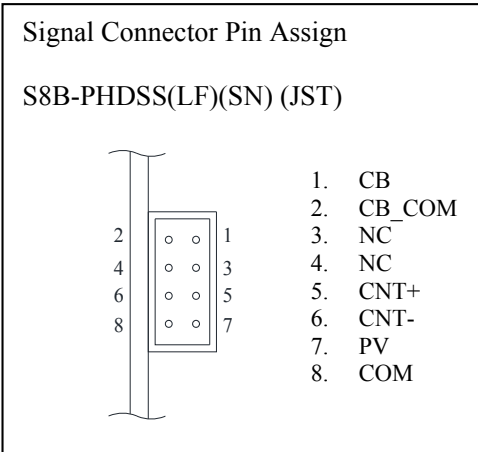 Signal Connector Pin Assign
S8B-PHDSS(LF)(SN) (JST)
2 1
4 3
6 5
8 7
1. CB
2. CB_COM
3. NC
4. NC
5. CNT+
6. CNT-
7. PV
8. COM